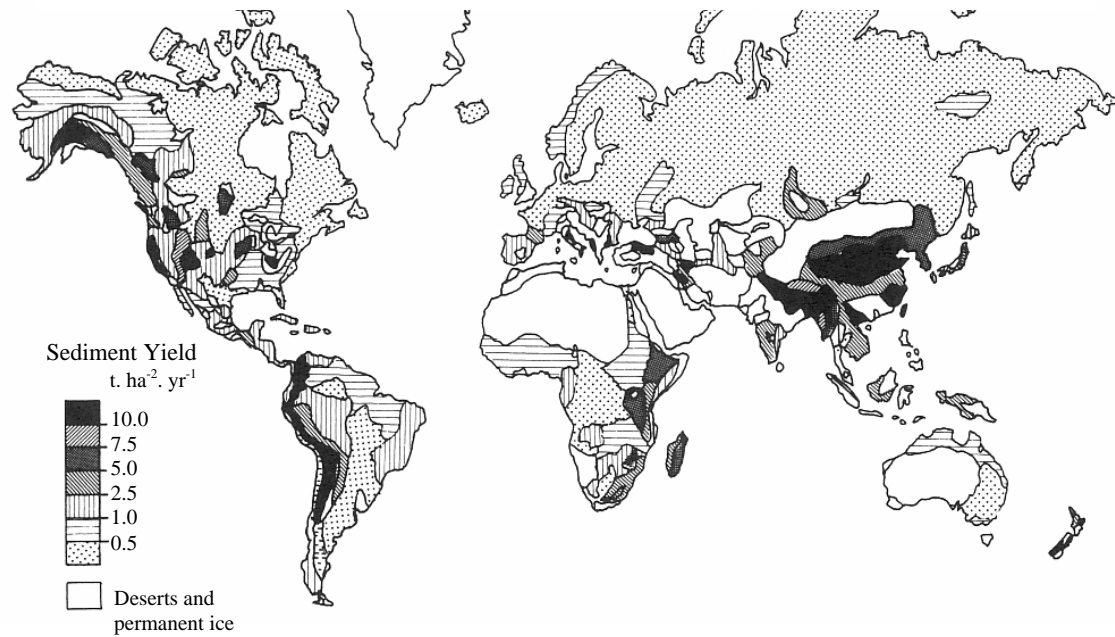 Sediment Yield
t. ha-2. yr-1
10.0
7.5
5.0
2.5
1.0
0.5
Deserts and
permanent ice